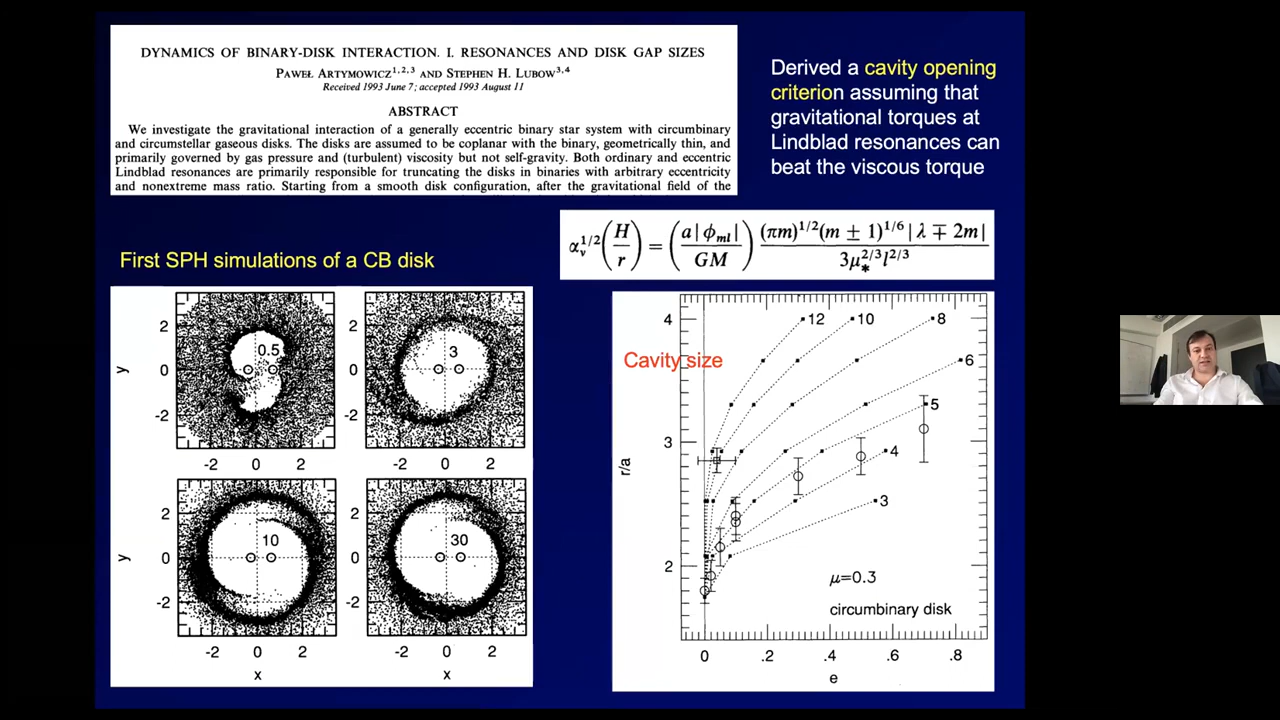 DYNAMICS OF BINARY-DISK INTERACTION. I. RESONANCES AND DISK GAP SIZES
PAWEŁ ARTYMOWICZ1,2,3 AND STEPHEN H. LUBOW3,4
Received 1993 June 7; accepted 1993 August 11
ABSTRACT
We investigate the gravitational interaction of a generally eccentric binary star system with circumbinary
and circumstellar gaseous disks. The disks are assumed to be coplanar with the binary, geometrically thin, and
primarily governed by gas pressure and (turbulent) viscosity but not self-gravity. Both ordinary and eccentric
Lindblad resonances are primarily responsible for truncating the disks in binaries with arbitrary eccentricity
and nonextreme mass ratio. Starting from a smooth disk configuration, after the gravitational field of the
Derived a cavity opening
criterion assuming that
gravitational torques at
Lindblad resonances can
beat the viscous torque
α_ν^{1/2} (H/r) = (a|ϕ_{ml}|/GM) (πm)^{1/2}(m ± 1)^{1/6}|λ ∓ 2m| / 3μ_*^{2/3}l^{2/3}
First SPH simulations of a CB disk
2 0.5 2 3
y 0 0
-2 -2
-2 0 2 -2 0 2
2 10 2 30
y 0 0
-2 -2
-2 0 2 -2 0 2
x x
4 12 10 8
Cavity size
6
5
3
r/a 4
3
2
μ=0.3
circumbinary disk
0 .2 .4 .6 .8
e